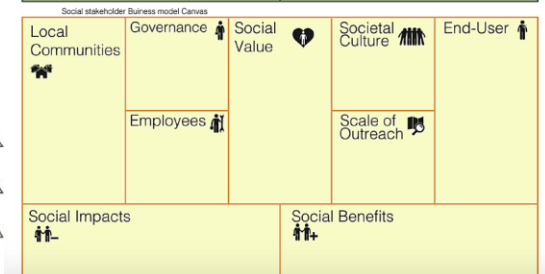 Social stakeholder Buiness model Canvas
Local
Communities
Governance
Employees
Social
Value
Societal
Culture
Scale of
Outreach
End-User
Social Impacts
Social Benefits